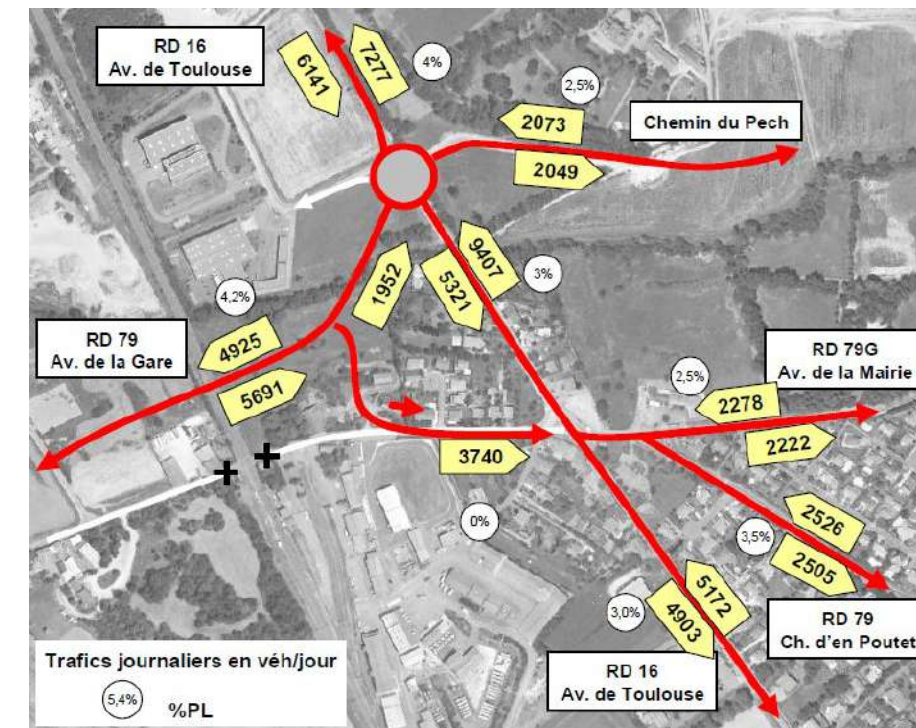 RD 16
Av. de Toulouse
6141
7277
4%
2,5%
2073
2049
Chemin du Pech
1952
5321
9407
3%
4,2%
RD 79
Av. de la Gare
4925
5691
RD 79G
Av. de la Mairie
2,5%
2278
2222
3740
0%
2526
2505
3,5%
RD 79
Ch. d'en Poutet
5172
4903
3,0%
RD 16
Av. de Toulouse
Trafics journaliers en véh/jour
5,4%
%PL